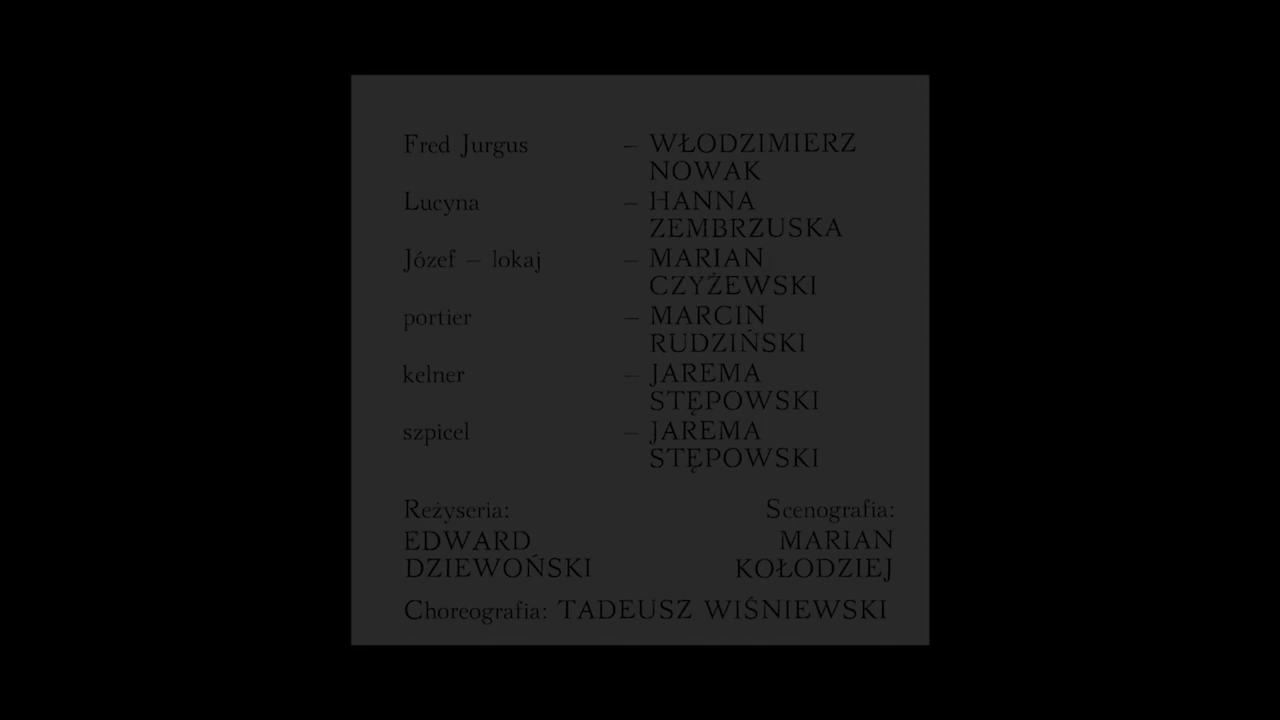 Fred Jurgus – WŁODZIMIERZ
NOWAK
Lucyna – HANNA
ZEMBRZUSKA
Józef – lokaj – MARIAN
CZYŻEWSKI
portier – MARCIN
RUDZIŃSKI
kelner – JAREMA
STĘPOWSKI
szpicel – JAREMA
STĘPOWSKI
Reżyseria: Scenografia:
EDWARD MARIAN
DZIEWOŃSKI KOŁODZIEJ
Choreografia: TADEUSZ WIŚNIEWSKI